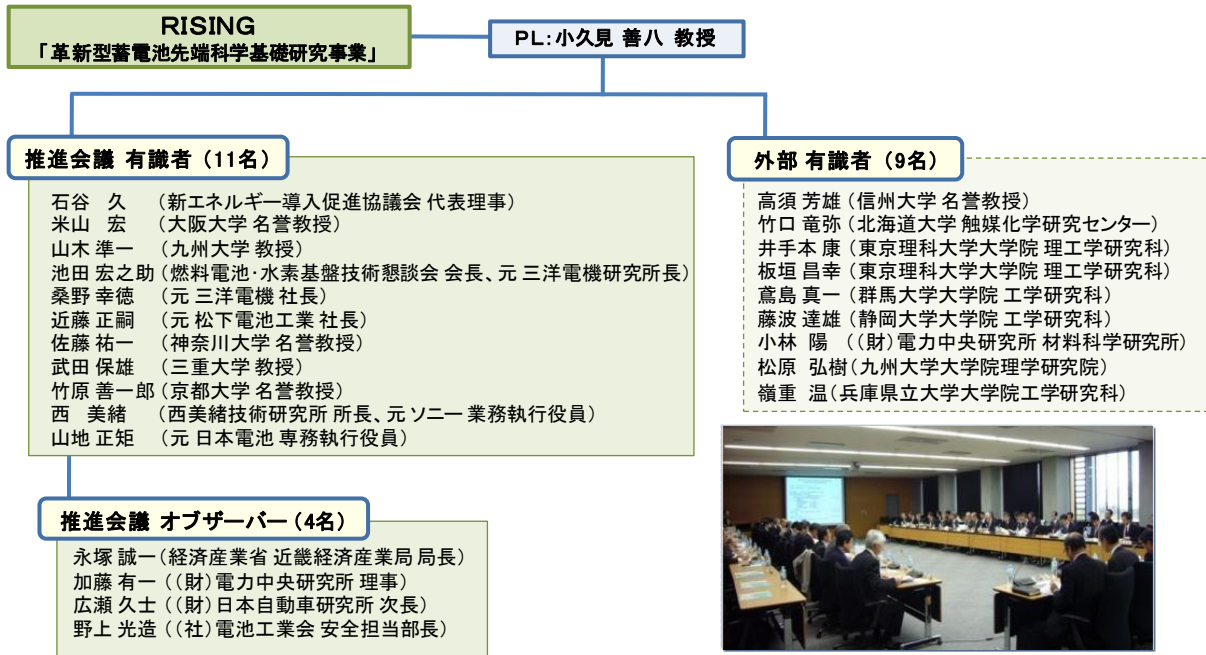 RISING
「革新型蓄電池先端科学基礎研究事業」
PL:小久見 善八 教授
推進会議 有識者（11名）
石谷 久 （新エネルギー導入促進協議会 代表理事）
米山 宏 （大阪大学 名誉教授）
山木 準一 （九州大学 教授）
池田 宏之助 （燃料電池・水素基盤技術懇談会 会長、元 三洋電機研究所長）
桑野 幸徳 （元 三洋電機 社長）
近藤 正嗣 （元 松下電池工業 社長）
佐藤 祐一 （神奈川大学 名誉教授）
武田 保雄 （三重大学 教授）
竹原 善一郎 （京都大学 名誉教授）
西 美緒 （西美緒技術研究所 所長、元 ソニー 業務執行役員）
山地 正矩 （元 日本電池 専務執行役員）
推進会議 オブザーバー（4名）
永塚 誠一（経済産業省 近畿経済産業局 局長）
加藤 有一（（財）電力中央研究所 理事）
広瀬 久士（（財）日本自動車研究所 次長）
野上 光造（（社）電池工業会 安全担当部長）
外部 有識者（9名）
高須 芳雄（信州大学 名誉教授）
竹口 竜弥（北海道大学 触媒化学研究センター）
井手本 康（東京理科大学大学院 理工学研究科）
板垣 昌幸（東京理科大学大学院 理工学研究科）
鳶島 真一（群馬大学大学院 工学研究科）
藤波 達雄（静岡大学大学院 工学研究科）
小林 陽 （（財）電力中央研究所 材料科学研究所）
松原 弘樹（九州大学大学院理学研究院）
嶺重 温（兵庫県立大学大学院工学研究科）